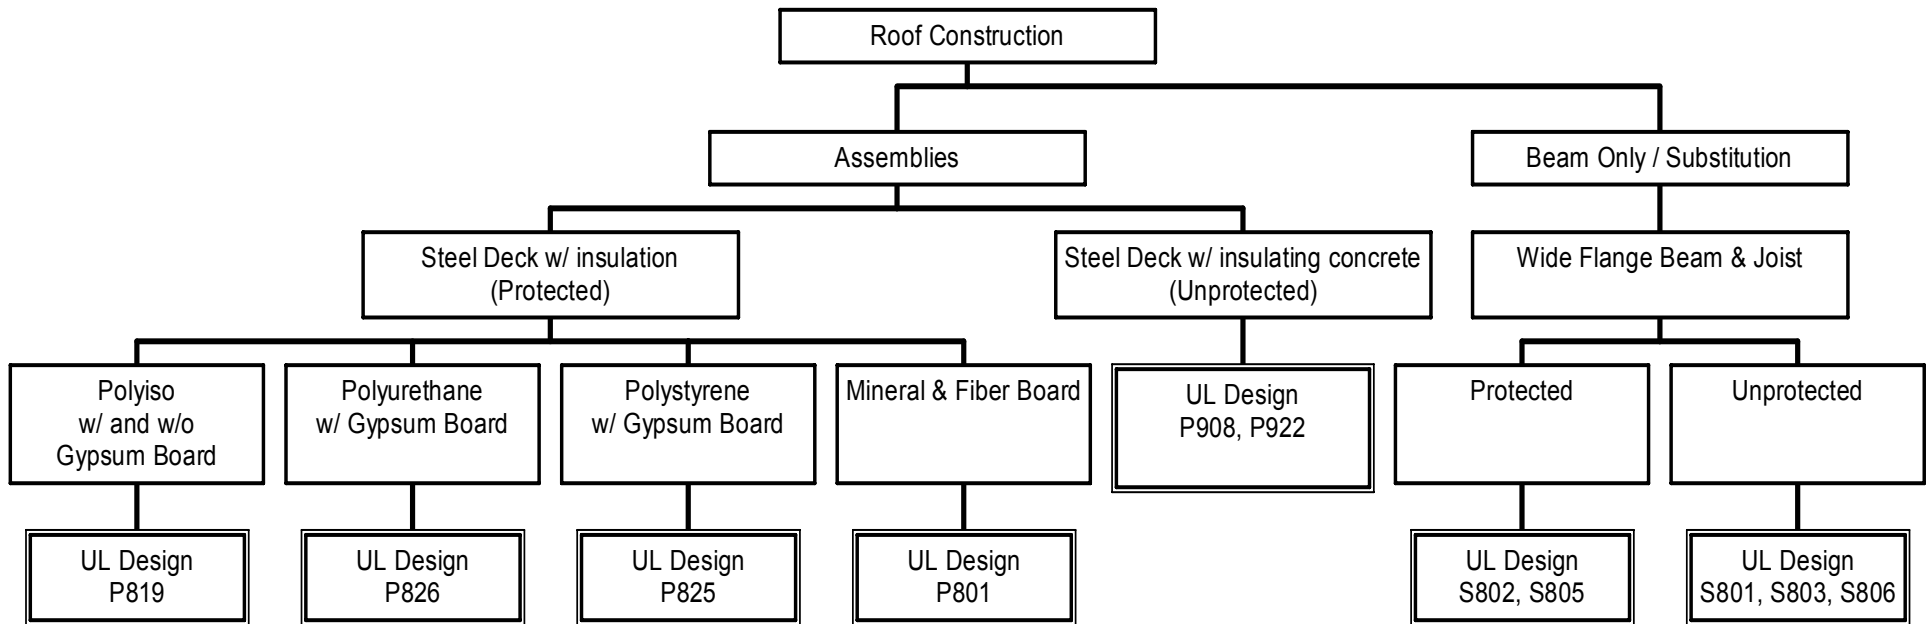 Roof Construction
Assemblies
Beam Only / Substitution
Steel Deck w/ insulation
(Protected)
Steel Deck w/ insulating concrete
(Unprotected)
Wide Flange Beam & Joist
Polyiso
w/ and w/o
Gypsum Board
Polyurethane
w/ Gypsum Board
Polystyrene
w/ Gypsum Board
Mineral & Fiber Board
UL Design
P908, P922
Protected
Unprotected
UL Design
P819
UL Design
P826
UL Design
P825
UL Design
P801
UL Design
S802, S805
UL Design
S801, S803, S806